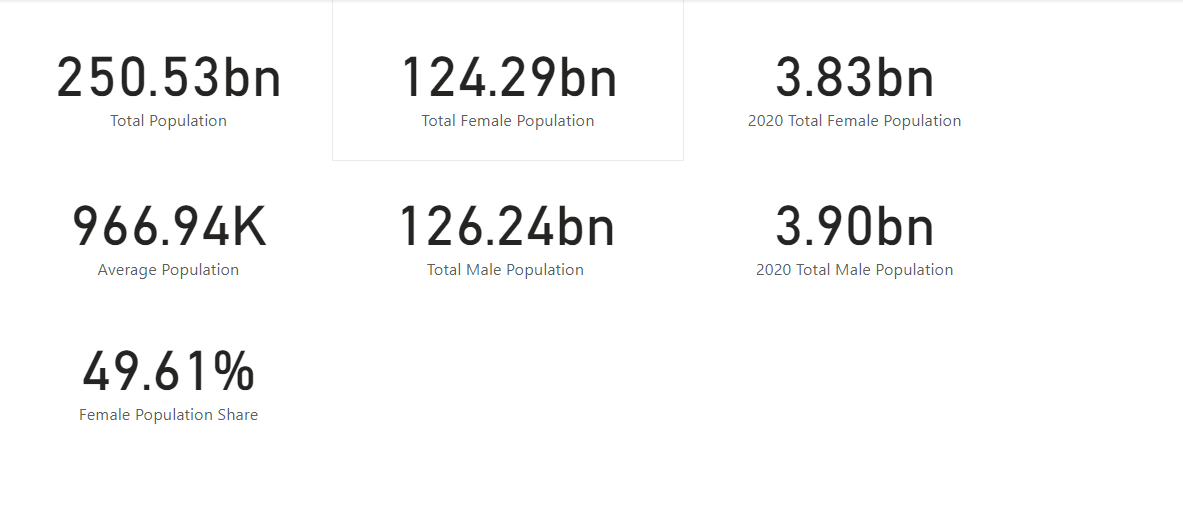 250.53bn
Total Population
124.29bn
Total Female Population
3.83bn
2020 Total Female Population
966.94K
Average Population
126.24bn
Total Male Population
3.90bn
2020 Total Male Population
49.61%
Female Population Share